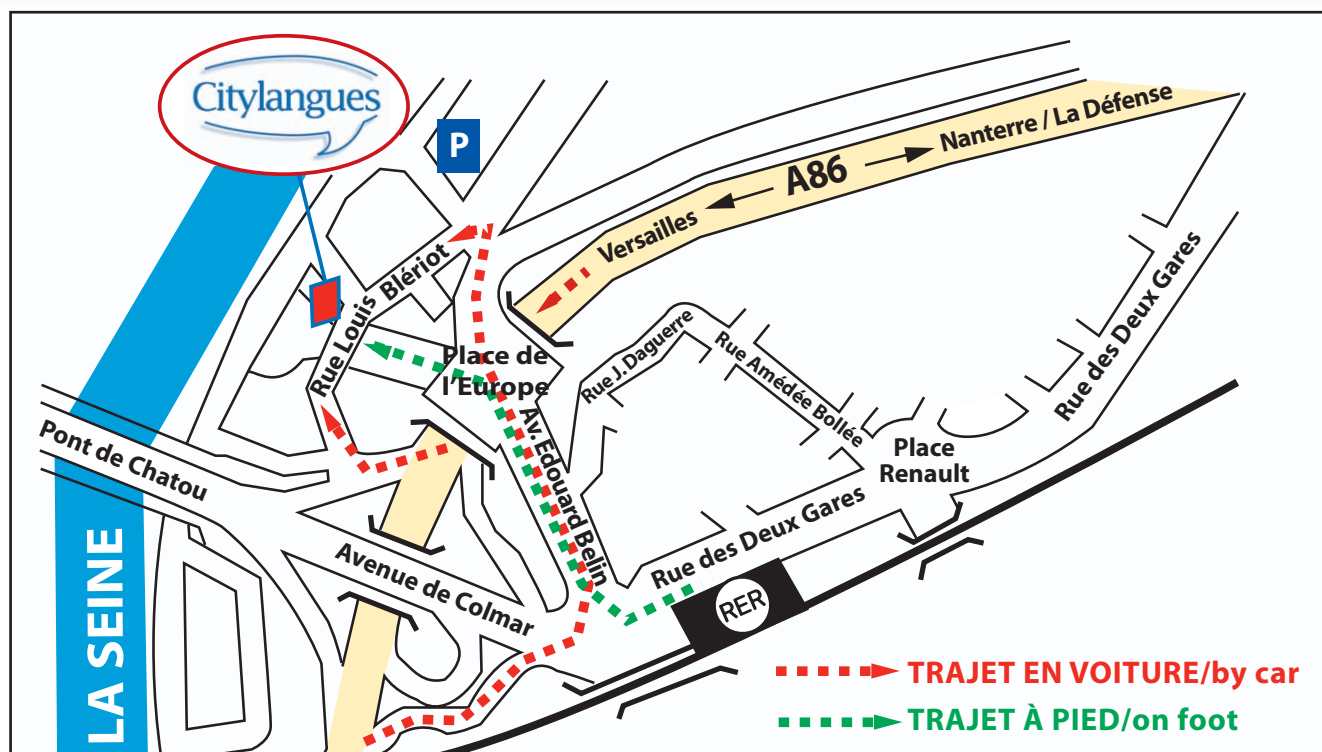 Citylangues
P
Nanterre / La Défense
A86
Versailles
Rue Louis Blériot
Place de
l'Europe
Rue J. Daguerre
Rue Amédée Bollée
Rue des Deux Gares
Pont de Chatou
Av. Edouard Belin
Place
Renault
Rue des Deux Gares
Avenue de Colmar
LA SEINE
RER
TRAJET EN VOITURE/by car
TRAJET À PIED/on foot